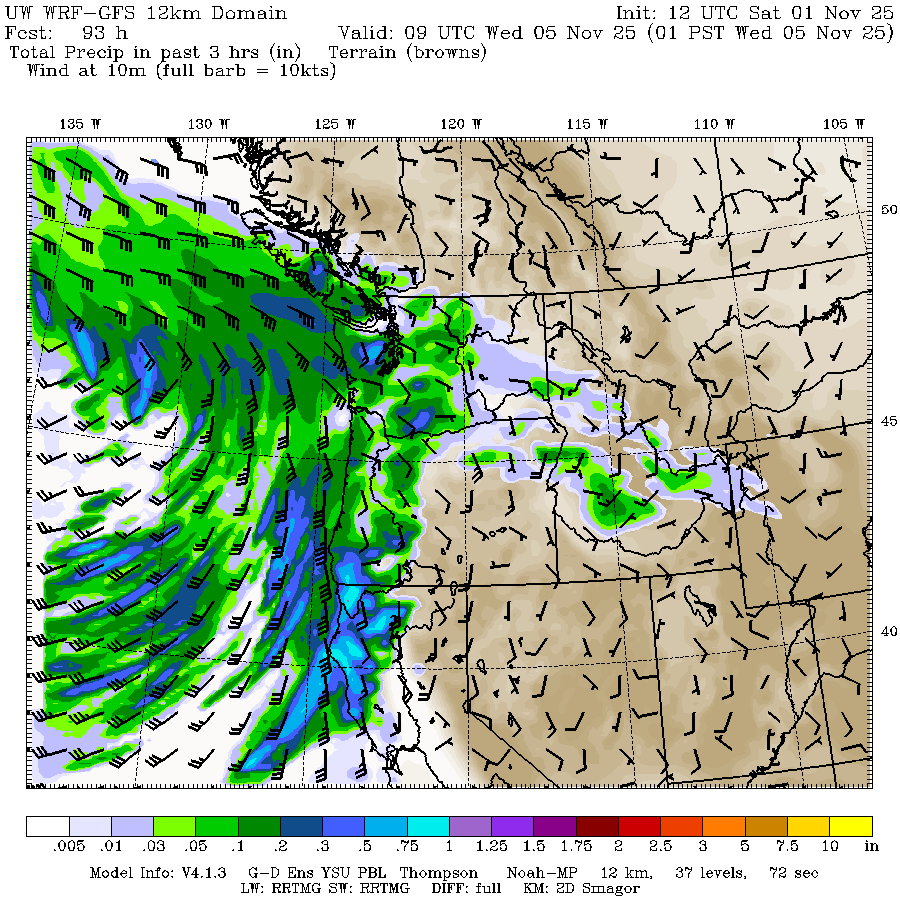 UW WRF-GFS 12km Domain Init: 12 UTC Sat 01 Nov 25
Fcst: 93 h Valid: 09 UTC Wed 05 Nov 25 (01 PST Wed 05 Nov 25)
Total Precip in past 3 hrs (in) Terrain (browns)
Wind at 10m (full barb = 10kts)
135 W 130 W 125 W 120 W 115 W 110 W 105 W
50
45
40
.005 .01 .03 .05 .1 .2 .3 .5 .75 1 1.25 1.5 1.75 2 2.5 3 5 7.5 10 in
Model Info: V4.1.3 G-D Ens YSU PBL Thompson Noah-MP 12 km, 37 levels, 72 sec
LW: RRTMG SW: RRTMG DIFF: full KM: 2D Smagor